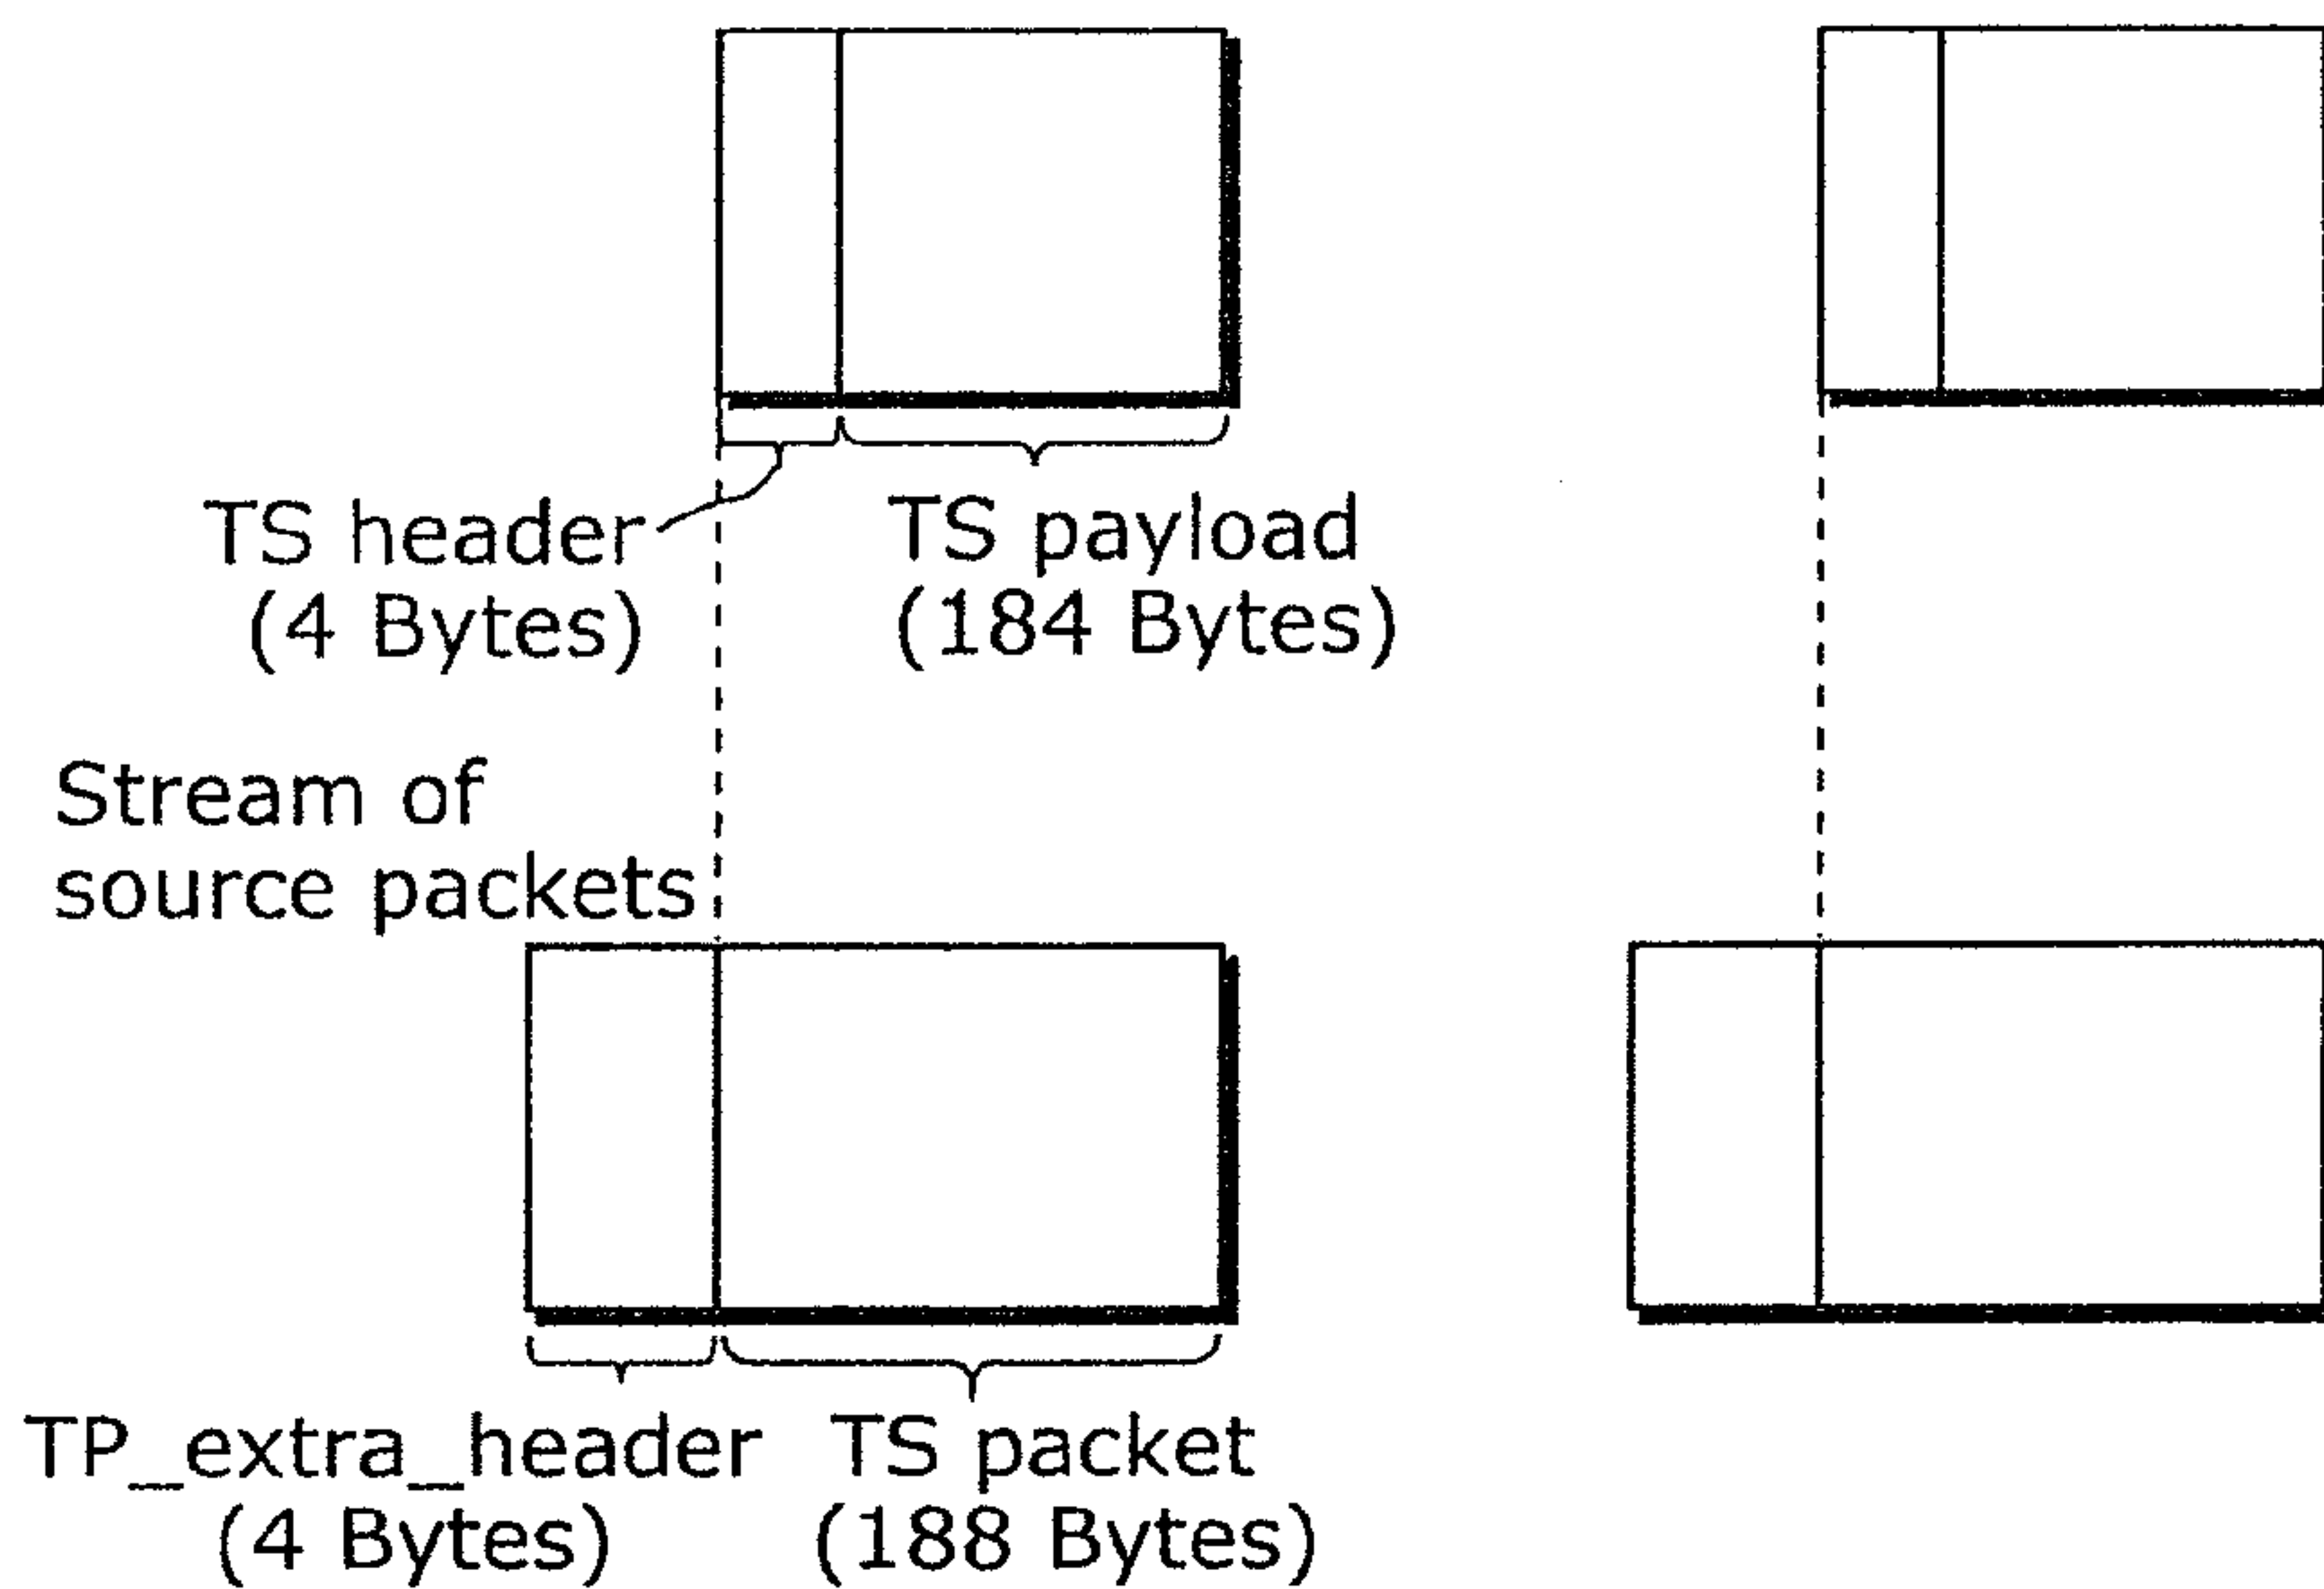 TS header
(4 Bytes)
TS payload
(184 Bytes)
Stream of
source packets
TP_extra_header
(4 Bytes)
TS packet
(188 Bytes)